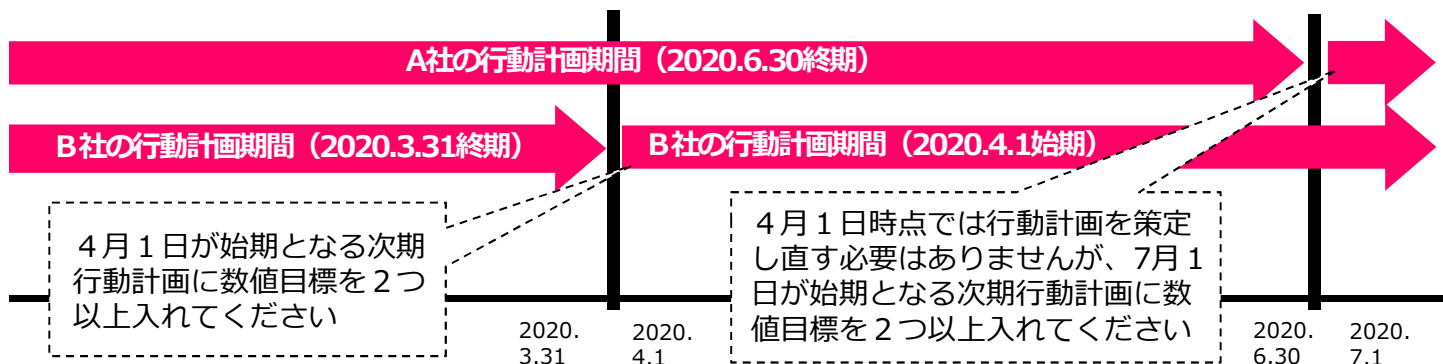 A社の行動計画期間（2020.6.30終期）
B社の行動計画期間（2020.3.31終期）
B社の行動計画期間（2020.4.1始期）
４月１日が始期となる次期
行動計画に数値目標を２つ
以上入れてください
４月１日時点では行動計画を策定
し直す必要はありませんが、7月１
日が始期となる次期行動計画に数
値目標を２つ以上入れてください
2020.
3.31
2020.
4.1
2020.
6.30
2020.
7.1